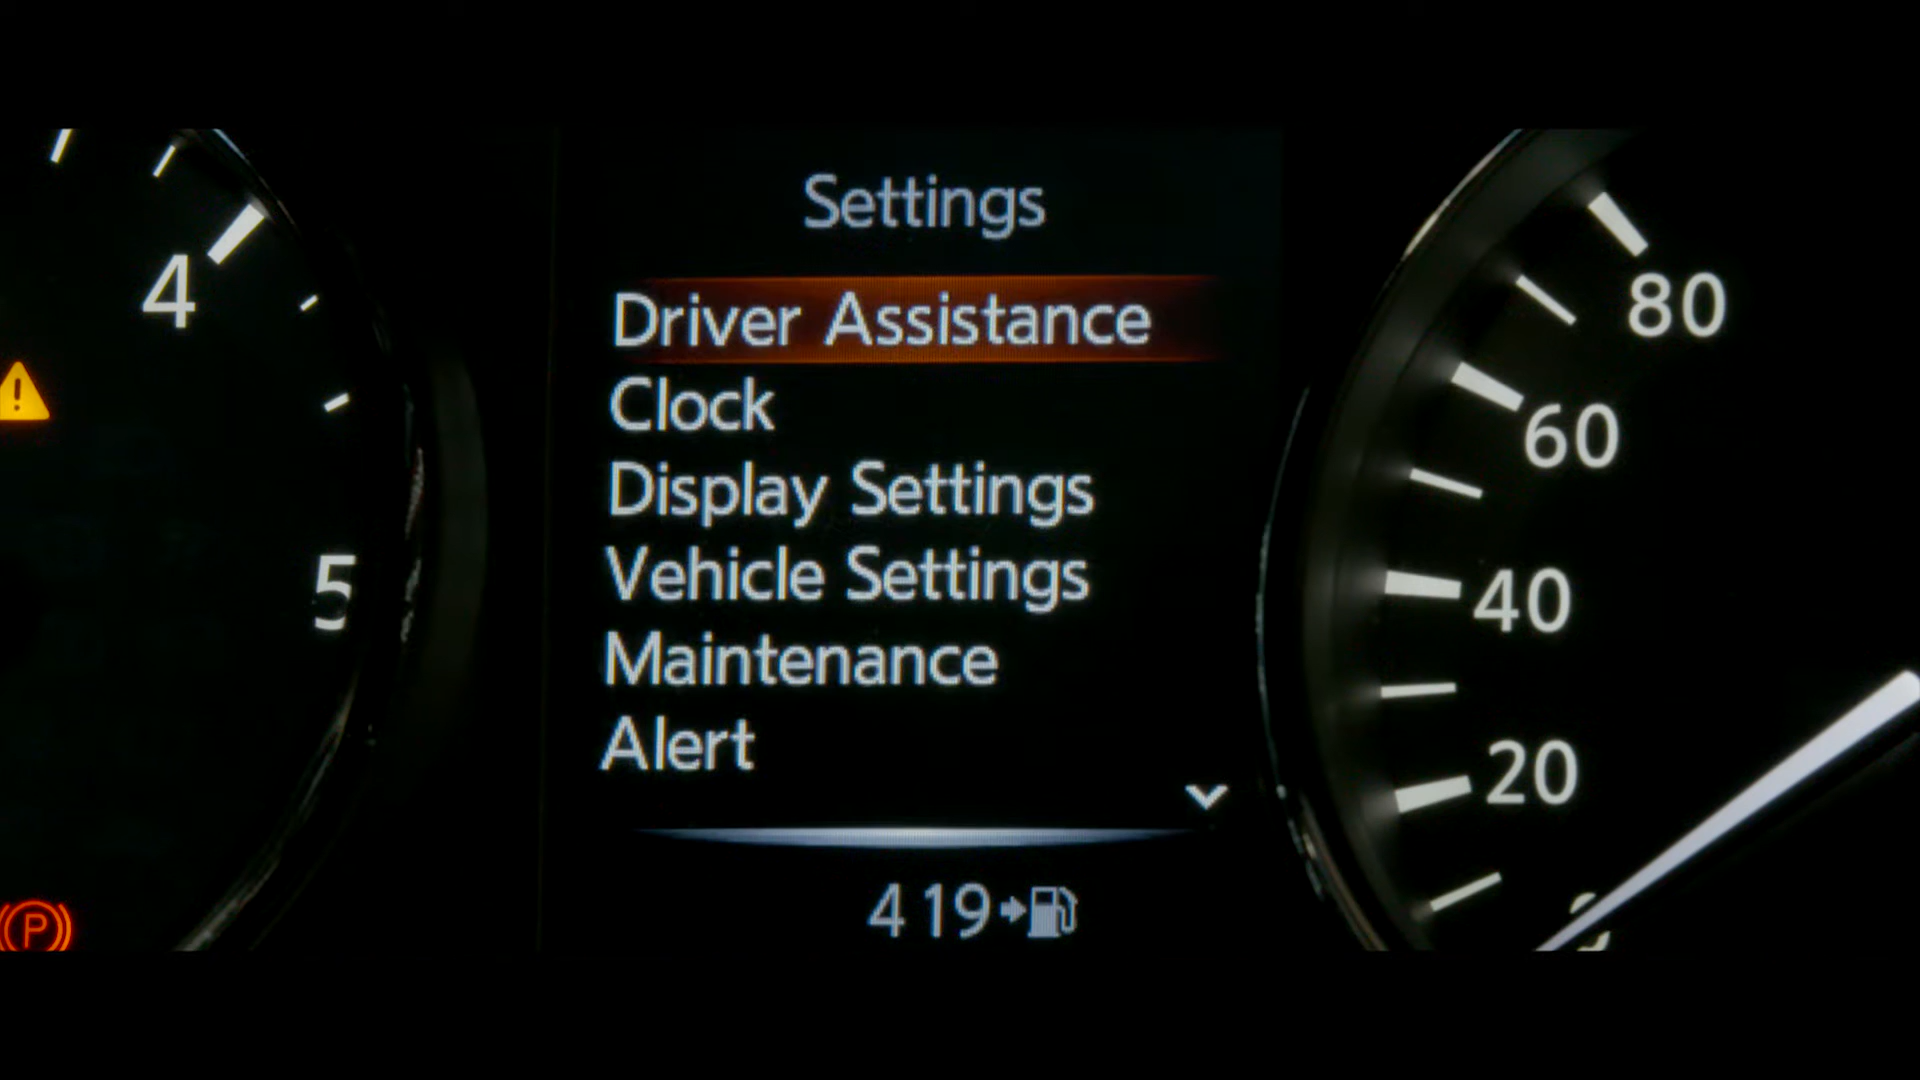 Settings
Driver Assistance
Clock
Display Settings
Vehicle Settings
Maintenance
Alert
419
4
5
P
80
60
40
20